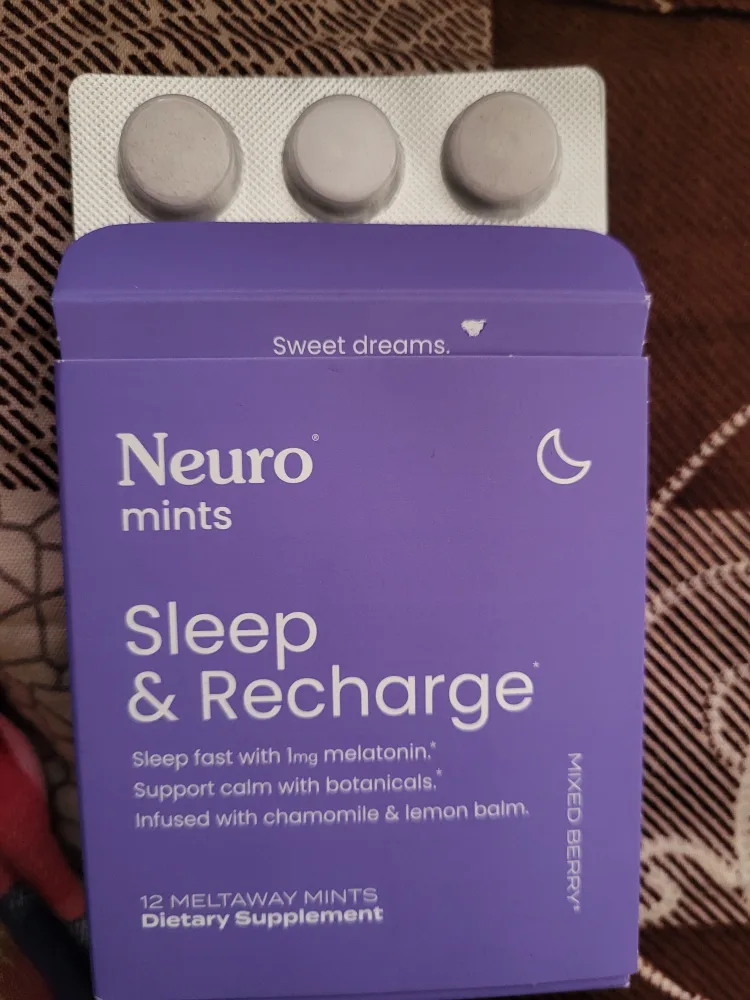 Sweet dreams.
Neuro®
mints
Sleep
& Recharge*
Sleep fast with 1mg melatonin.*
Support calm with botanicals.*
Infused with chamomile & lemon balm.
MIXED BERRY*
12 MELTAWAY MINTS
Dietary Supplement